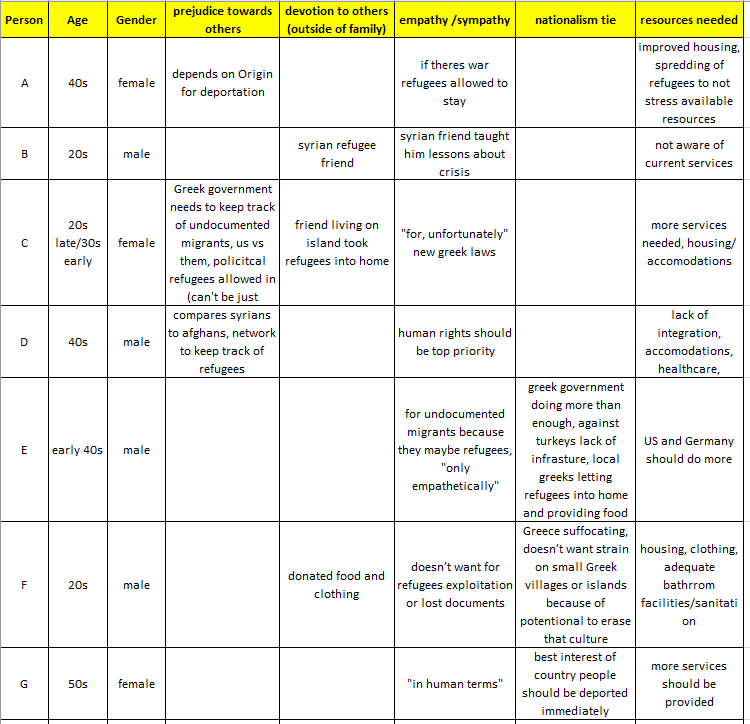 Person Age Gender prejudice towards others devotion to others (outside of family) empathy /sympathy nationalism tie resources needed
A
40s
female
depends on Origin
for deportation
if theres war
refugees allowed to
stay
improved housing,
spredding of
refugees to not
stress available
resources
B
20s
male
syrian refugee
friend
syrian friend taught
him lessons about
crisis
not aware of
current services
C
20s
late/30s
early
female
Greek government
needs to keep track
of undocumented
migrants, us vs
them, policitcal
refugees allowed in
(can't be just
friend living on
island took
refugees into home
"for, unfortunately"
new greek laws
more services
needed, housing/
accomodations
D
40s
male
compares syrians
to afghans, network
to keep track of
refugees
human rights should
be top priority
lack of
integration,
accomodations,
healthcare,
E
early 40s
male
for undocumented
migrants because
they maybe refugees,
"only
empathetically"
greek government
doing more than
enough, against
turkeys lack of
infrasture, local
greeks letting
refugees into home
and providing food
US and Germany
should do more
F
20s
male
donated food and
clothing
doesn't want for
refugees exploitation
or lost documents
Greece suffocating,
doesn't want strain
on small Greek
villages or islands
because of
potentional to erase
that culture
housing, clothing,
adequate
bathrrom
facilities/sanitati
on
G
50s
female
"in human terms"
best interest of
country people
should be deported
immediately
more services
should be
provided